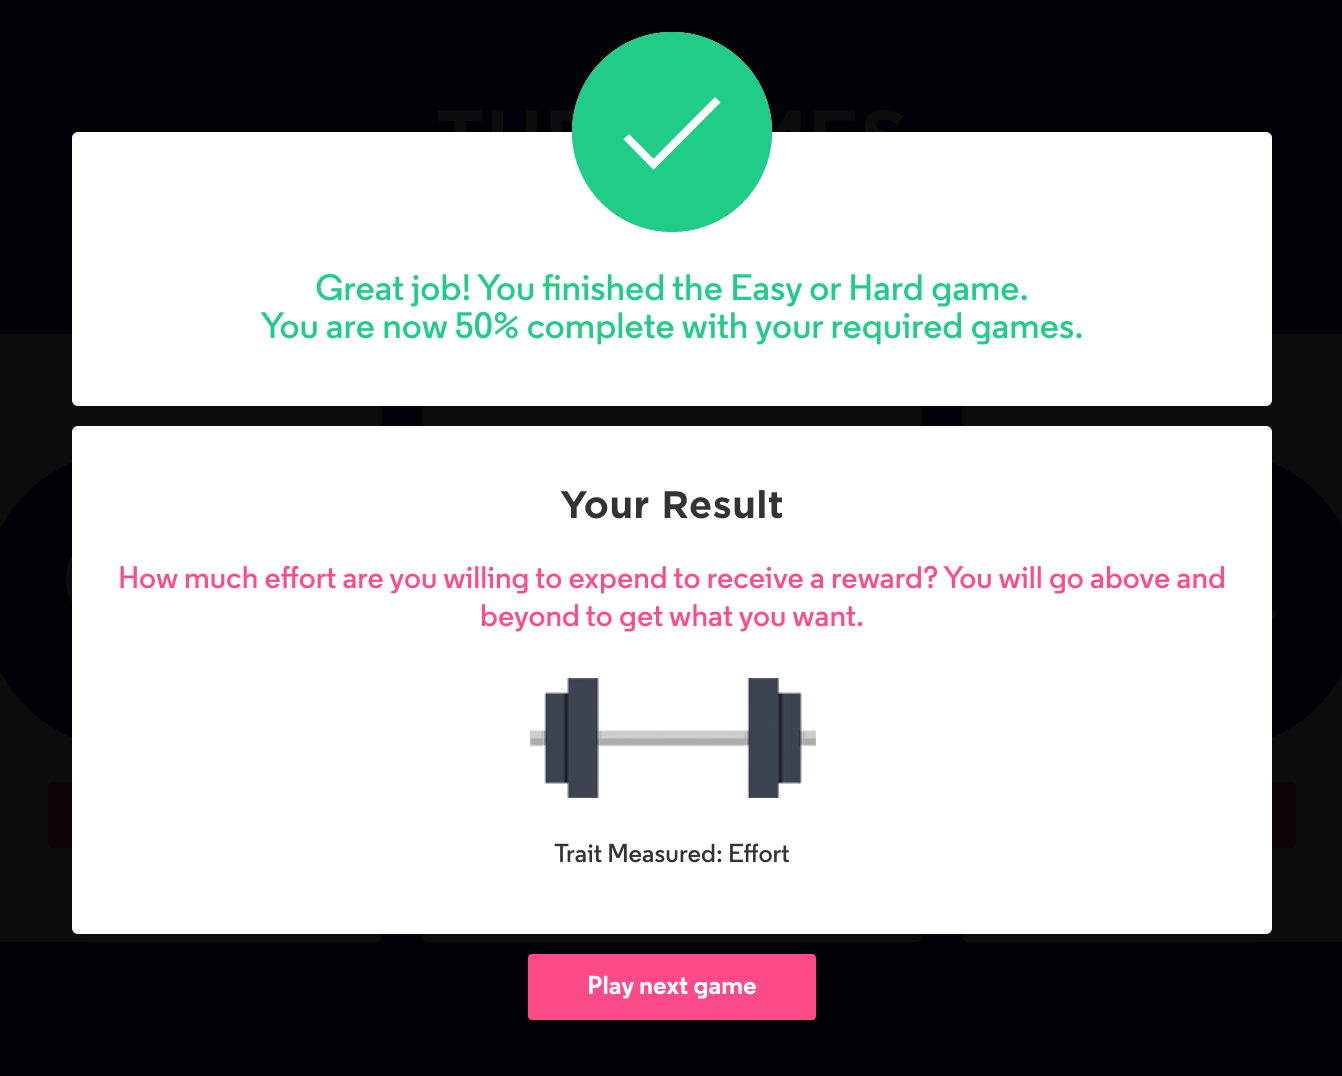 Great job! You finished the Easy or Hard game.
You are now 50% complete with your required games.
Your Result
How much effort are you willing to expend to receive a reward? You will go above and
beyond to get what you want.
Trait Measured: Effort
Play next game